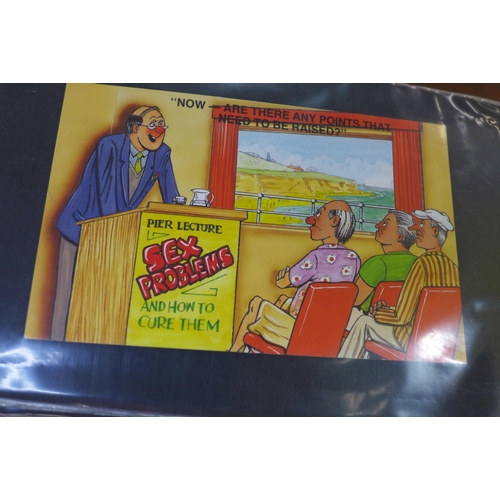 "NOW — ARE THERE ANY POINTS THAT
NEED TO BE RAISED?"
PIER LECTURE
SEX
PROBLEMS
AND HOW TO
CURE THEM